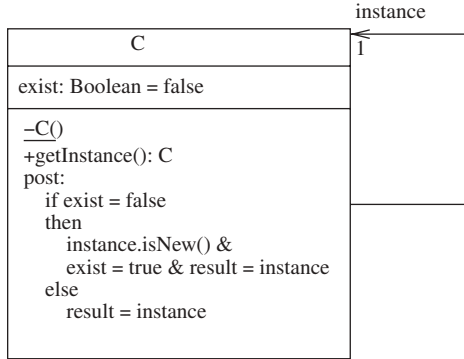 instance
C
1
exist: Boolean = false
–C()
+getInstance(): C
post:
if exist = false
then
instance.isNew() &
exist = true & result = instance
else
result = instance